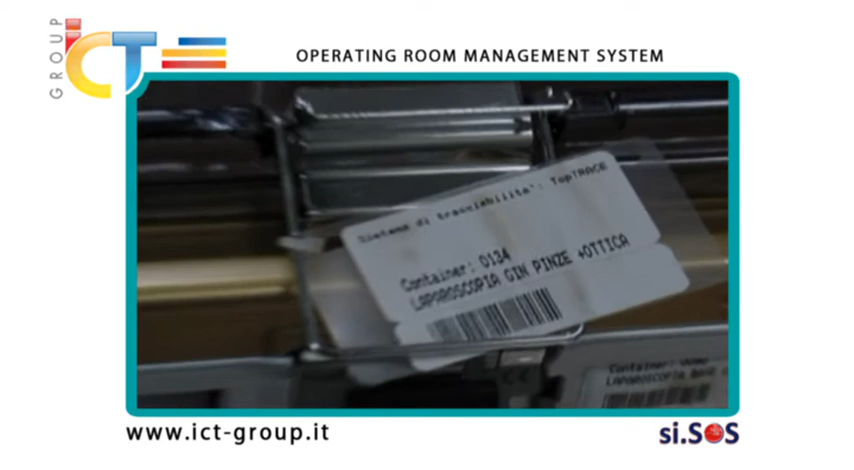 GROUP
iCT
OPERATING ROOM MANAGEMENT SYSTEM
Sistema di tracciabilita': TopTRACE
Container: 0134
LAPAROSCOPIA GIN PINZE +OTTICA
Container:
LAPAROSCOPIA
www.ict-group.it
si.SOS